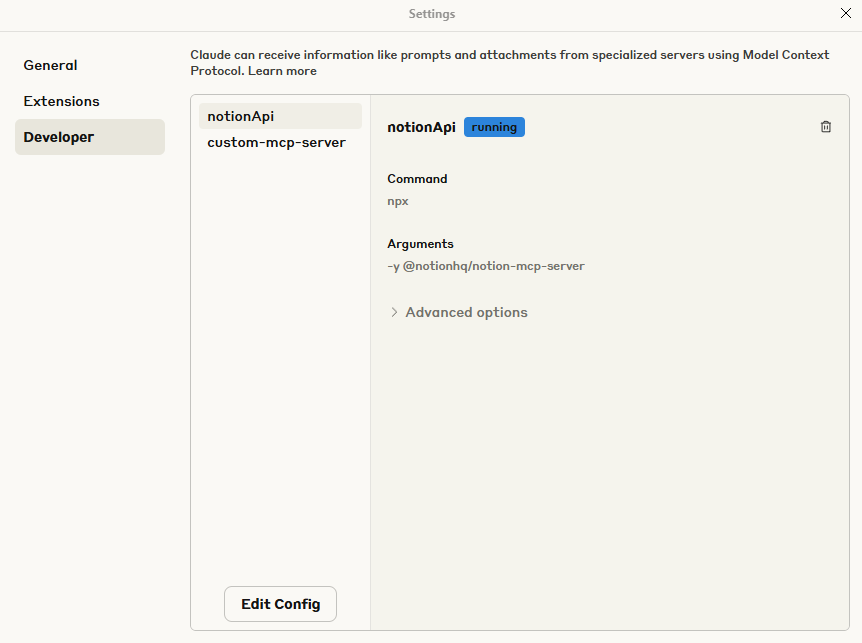 Settings
General
Extensions
Developer
Claude can receive information like prompts and attachments from specialized servers using Model Context
Protocol. Learn more
notionApi
custom-mcp-server
Edit Config
notionApi running
Command
npx
Arguments
-y @notionhq/notion-mcp-server
Advanced options